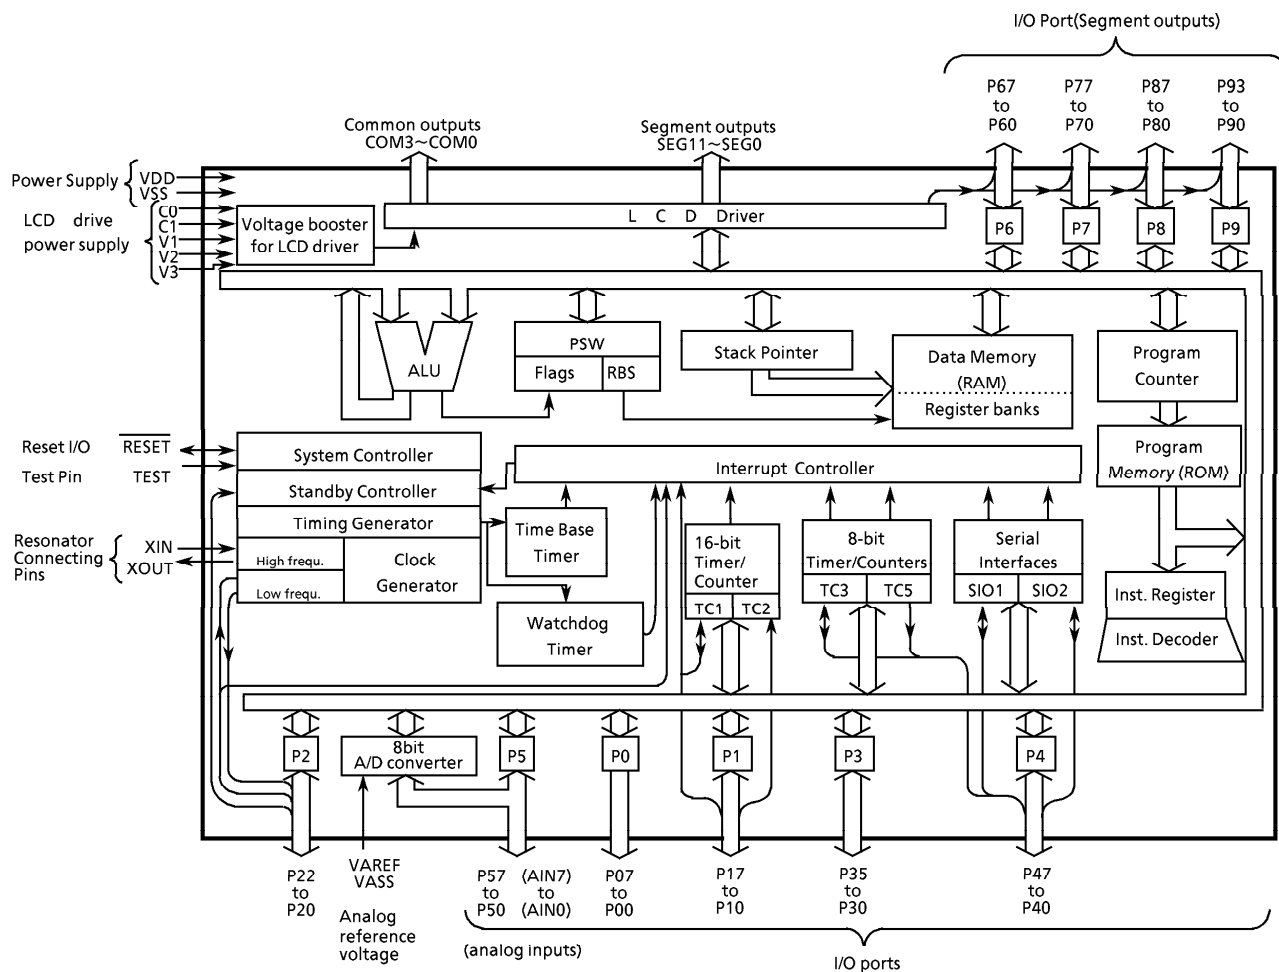 I/O Port(Segment outputs)
P67 to P60
P77 to P70
P87 to P80
P93 to P90
Common outputs
COM3~COM0
Segment outputs
SEG11~SEG0
Power Supply
VDD
VSS
LCD drive
power supply
C0
C1
V1
V2
V3
Voltage booster
for LCD driver
L C D Driver
P6
P7
P8
P9
ALU
PSW
Flags
RBS
Stack Pointer
Data Memory
(RAM)
Register banks
Program
Counter
Program
Memory (ROM)
Reset I/O
RESET
Test Pin
TEST
Resonator
Connecting
Pins
XIN
XOUT
System Controller
Standby Controller
Timing Generator
High frequ.
Low frequ.
Clock
Generator
Interrupt Controller
Time Base
Timer
Watchdog
Timer
16-bit
Timer/
Counter
TC1
TC2
8-bit
Timer/Counters
TC3
TC5
Serial
Interfaces
SIO1
SIO2
Inst. Register
Inst. Decoder
P2
8bit
A/D converter
P5
P0
P1
P3
P4
P22
to
P20
VAREF
VASS
Analog
reference
voltage
P57 (AIN7)
to to
P50 (AIN0)
(analog inputs)
P07
to
P00
P17
to
P10
P35
to
P30
P47
to
P40
I/O ports